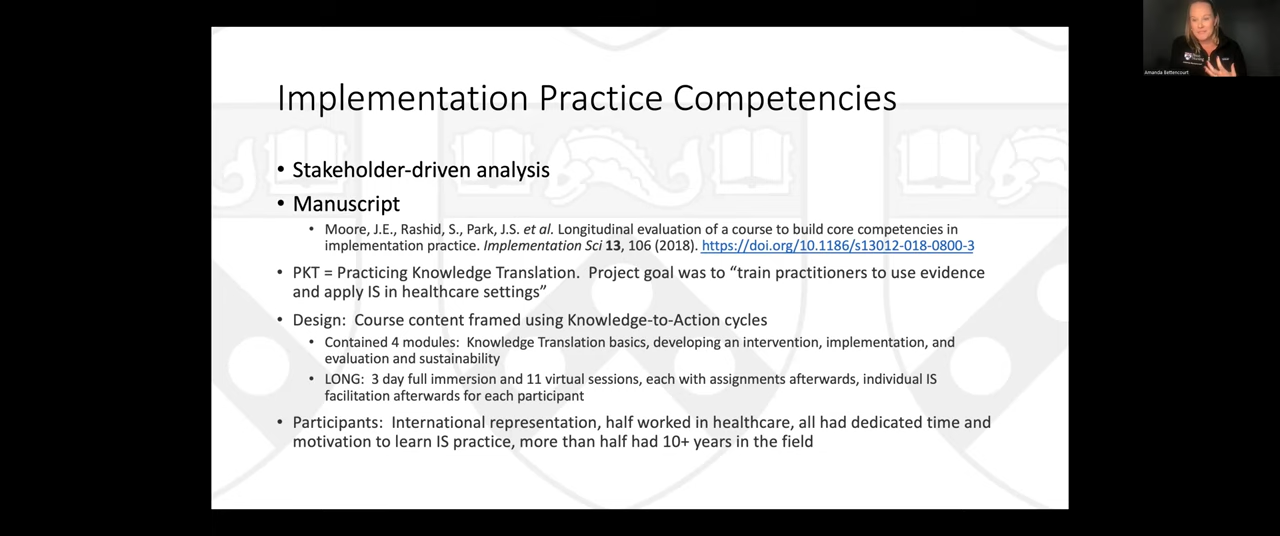 Implementation Practice Competencies
• Stakeholder-driven analysis
• Manuscript
• Moore, J.E., Rashid, S., Park, J.S. et al. Longitudinal evaluation of a course to build core competencies in
implementation practice. Implementation Sci 13, 106 (2018). https://doi.org/10.1186/s13012-018-0800-3
• PKT = Practicing Knowledge Translation.  Project goal was to “train practitioners to use evidence
and apply IS in healthcare settings”
• Design:  Course content framed using Knowledge-to-Action cycles
• Contained 4 modules:  Knowledge Translation basics, developing an intervention, implementation, and
evaluation and sustainability
• LONG:  3 day full immersion and 11 virtual sessions, each with assignments afterwards, individual IS
facilitation afterwards for each participant
• Participants:  International representation, half worked in healthcare, all had dedicated time and
motivation to learn IS practice, more than half had 10+ years in the field
Amanda Bettencourt